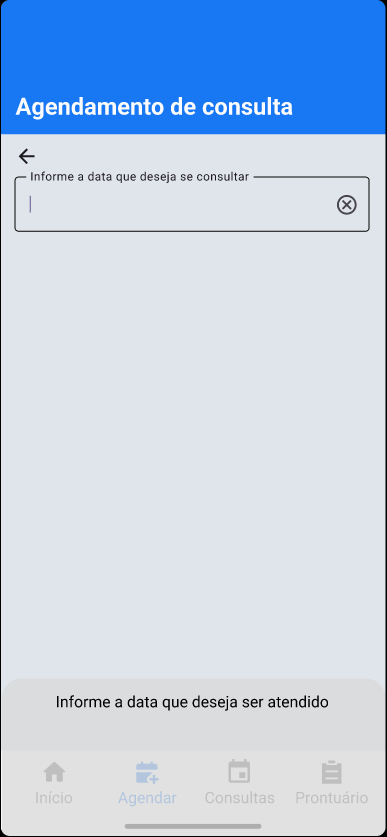 Agendamento de consulta
Informe a data que deseja se consultar
Informe a data que deseja ser atendido
Início
Agendar
Consultas
Prontuário